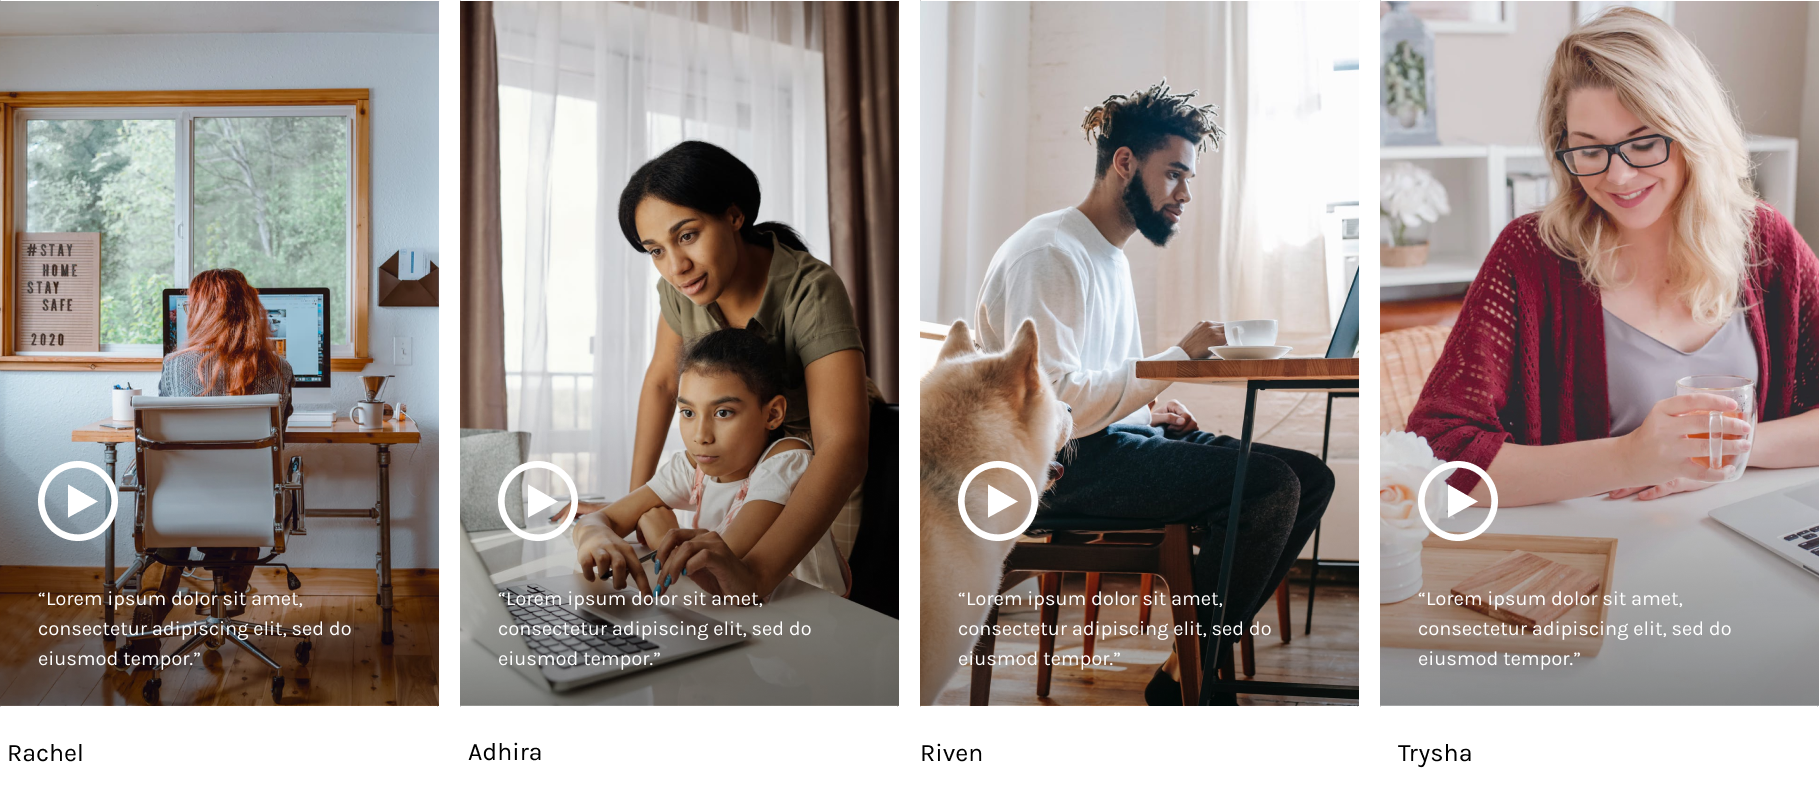 #STAY
HOME
STAY
SAFE
2020
“Lorem ipsum dolor sit amet,
consectetur adipiscing elit, sed do
eiusmod tempor.”
Rachel
“Lorem ipsum dolor sit amet,
consectetur adipiscing elit, sed do
eiusmod tempor.”
Adhira
“Lorem ipsum dolor sit amet,
consectetur adipiscing elit, sed do
eiusmod tempor.”
Riven
“Lorem ipsum dolor sit amet,
consectetur adipiscing elit, sed do
eiusmod tempor.”
Trysha